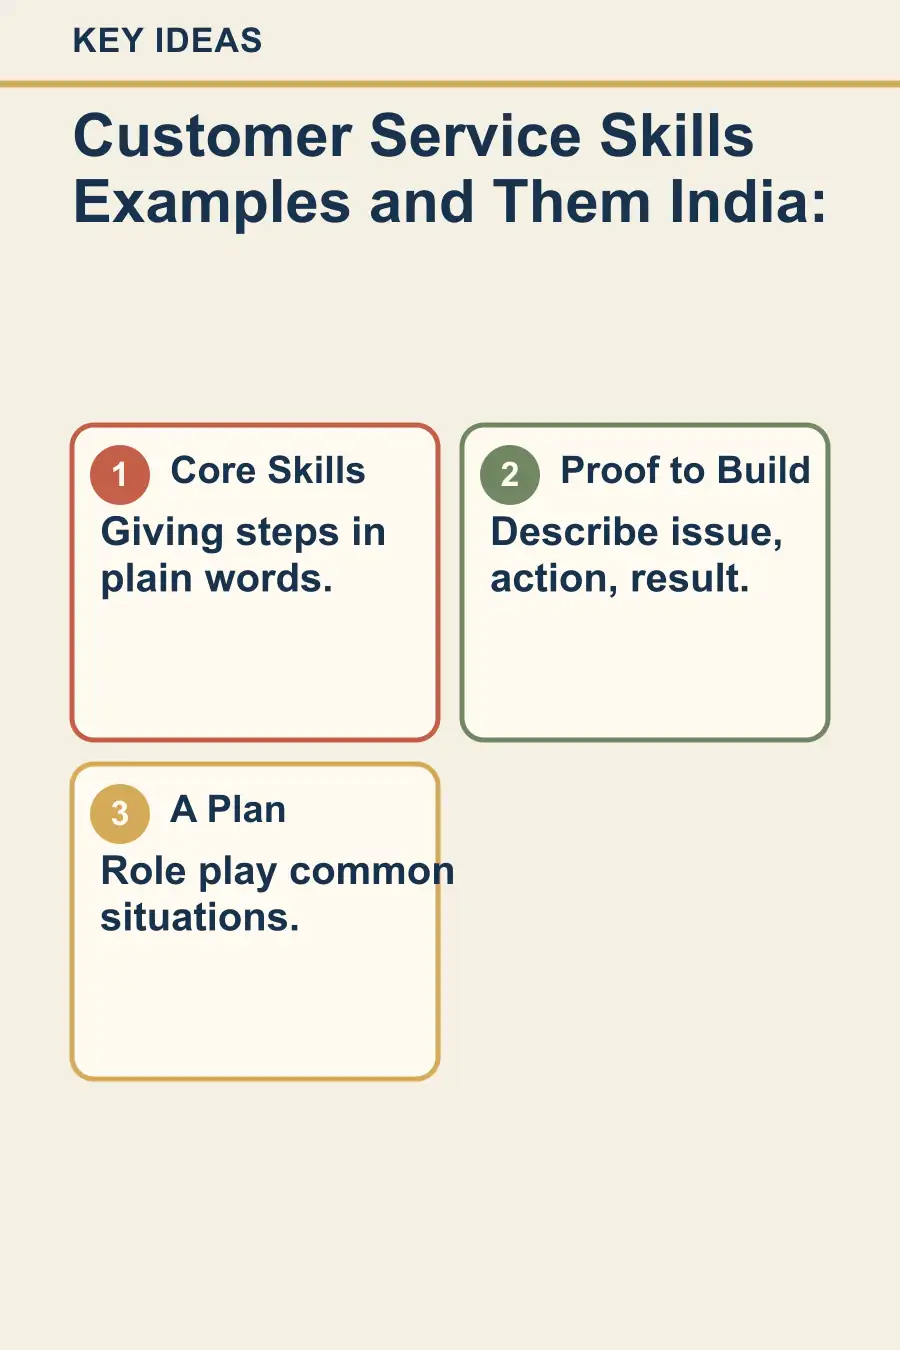 KEY IDEAS
Customer Service Skills
Examples and Them India:
1 Core Skills
Giving steps in
plain words.
2 Proof to Build
Describe issue,
action, result.
3 A Plan
Role play common
situations.